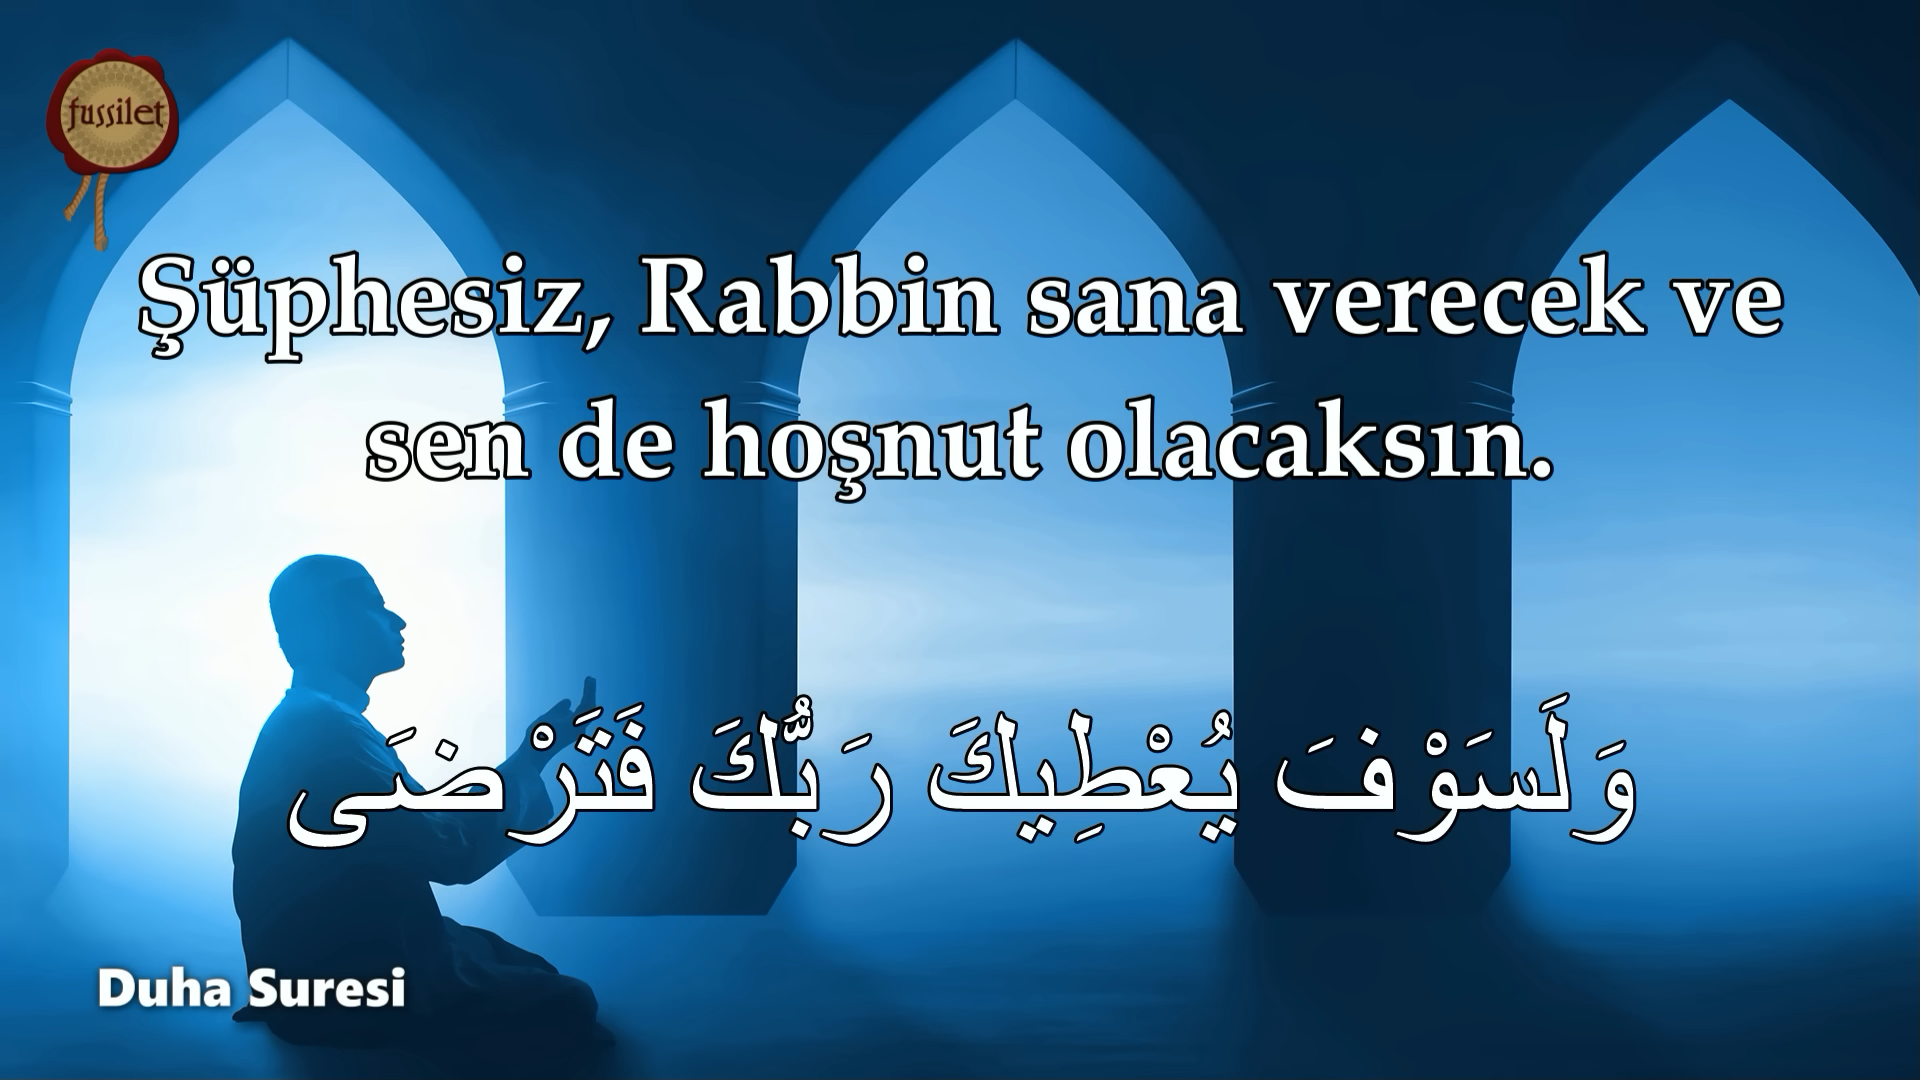 fussilet
Şüphesiz, Rabbin sana verecek ve
sen de hoşnut olacaksın.
وَلَسَوْفَ يُعْطِيكَ رَبُّكَ فَتَرْضَى
Duha Suresi